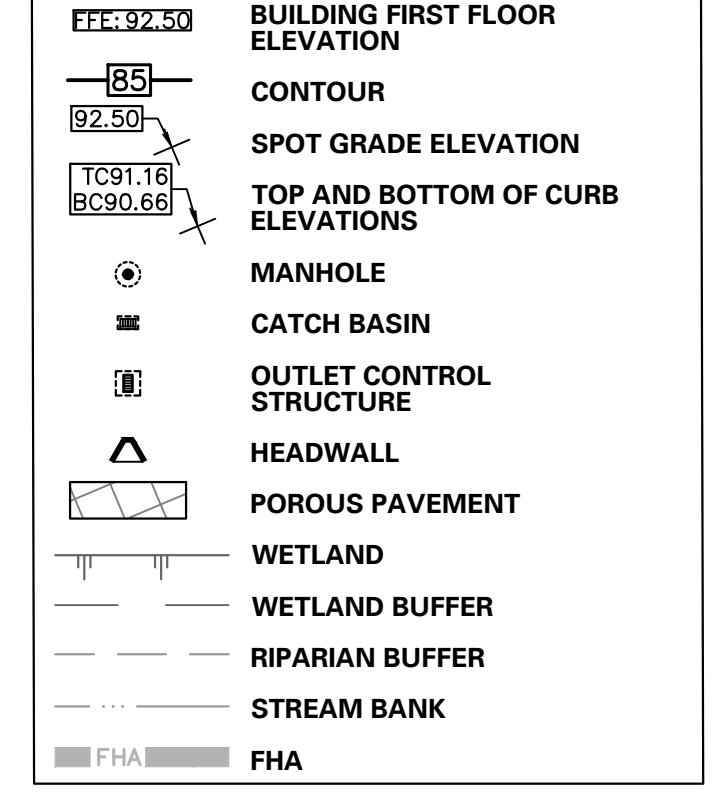 FFE: 92.50 BUILDING FIRST FLOOR
ELEVATION
85 CONTOUR
92.50 SPOT GRADE ELEVATION
TC91.16
BC90.66
TOP AND BOTTOM OF CURB
ELEVATIONS
MANHOLE
CATCH BASIN
OUTLET CONTROL
STRUCTURE
HEADWALL
POROUS PAVEMENT
WETLAND
WETLAND BUFFER
RIPARIAN BUFFER
STREAM BANK
FHA FHA